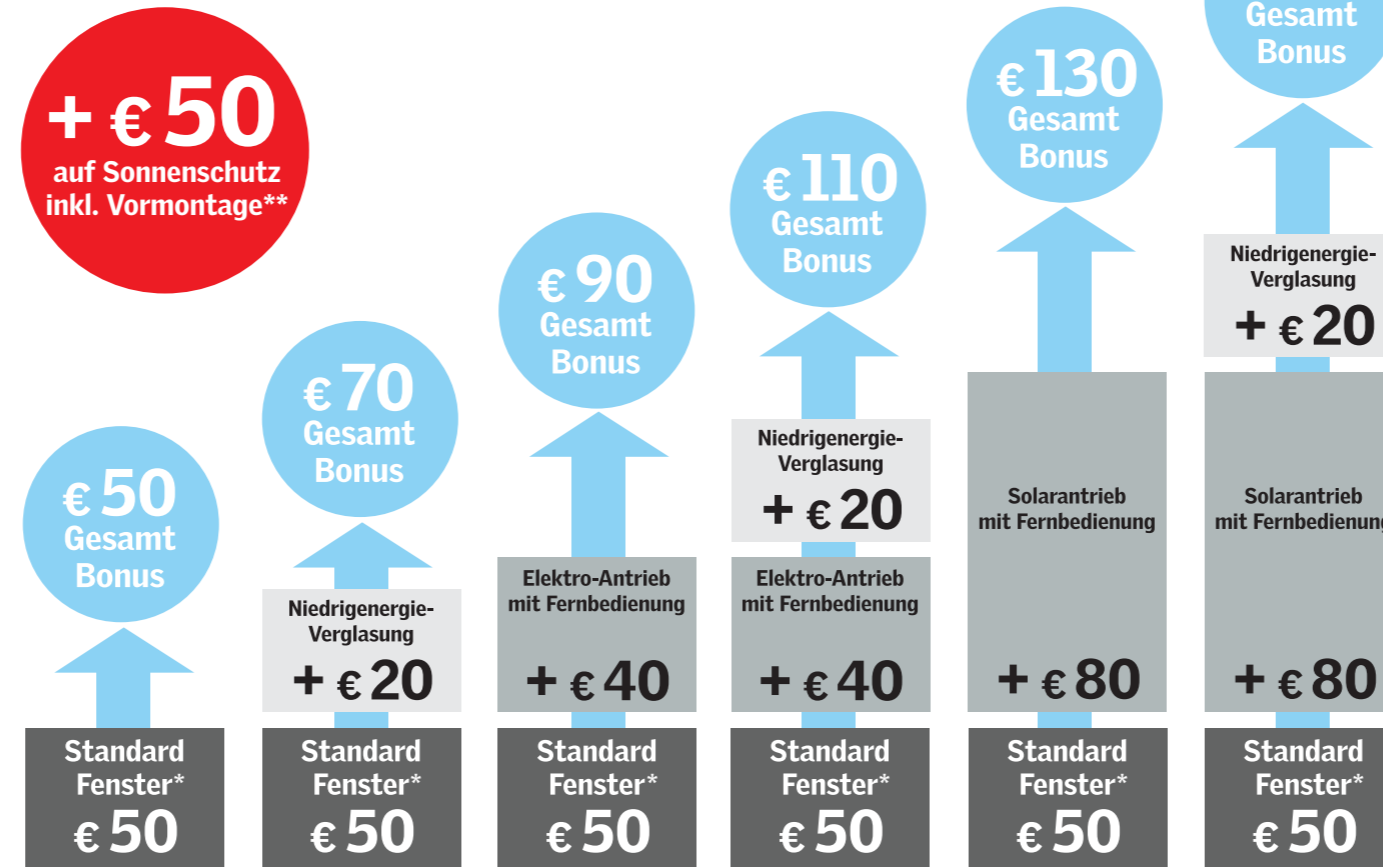 + € 50
auf Sonnenschutz
inkl. Vormontage**
€ 50
Gesamt
Bonus
Standard
Fenster*
€ 50
€ 70
Gesamt
Bonus
Niedrigenergie-
Verglasung
+ € 20
Standard
Fenster*
€ 50
€ 90
Gesamt
Bonus
Elektro-Antrieb
mit Fernbedienung
+ € 40
Standard
Fenster*
€ 50
€ 110
Gesamt
Bonus
Niedrigenergie-
Verglasung
+ € 20
Elektro-Antrieb
mit Fernbedienung
+ € 40
Standard
Fenster*
€ 50
€ 130
Gesamt
Bonus
Solarantrieb
mit Fernbedienung
+ € 80
Standard
Fenster*
€ 50
Gesamt
Bonus
Niedrigenergie-
Verglasung
+ € 20
Solarantrieb
mit Fernbedienung
+ € 80
Standard
Fenster*
€ 50